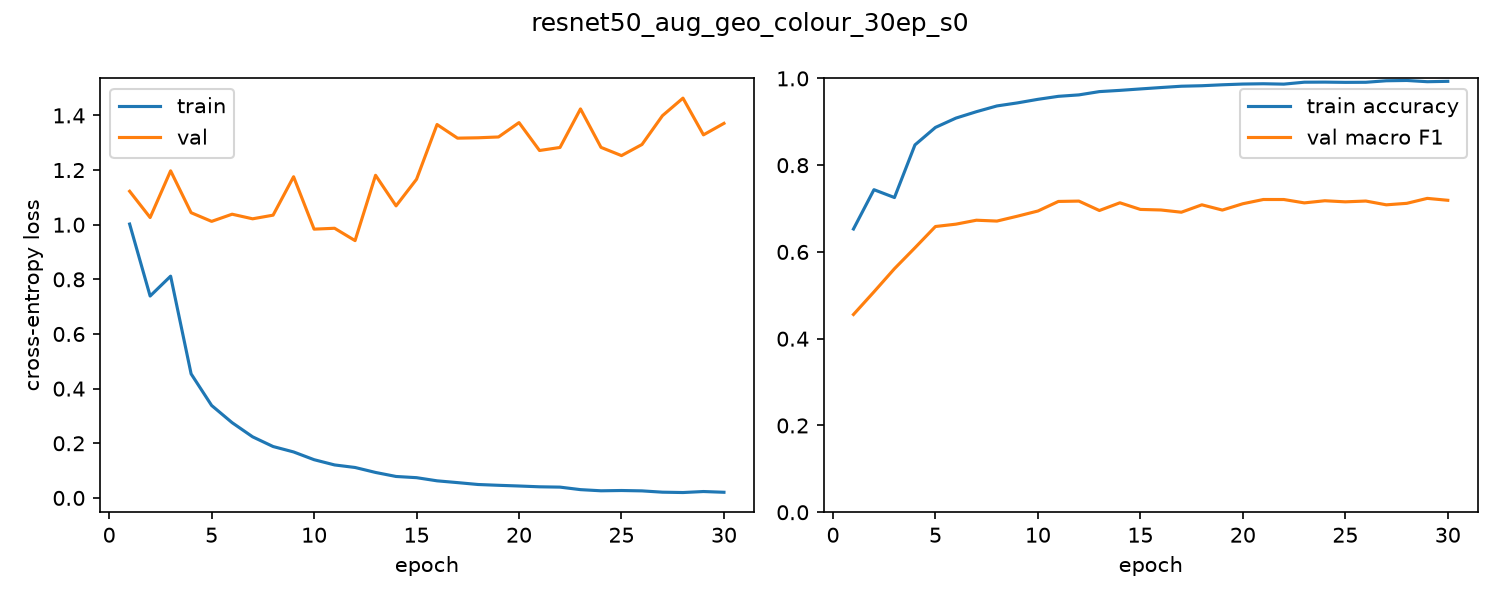 resnet50_aug_geo_colour_30ep_s0
train
val
cross-entropy loss
1.4
1.2
1.0
0.8
0.6
0.4
0.2
0.0
0 5 10 15 20 25 30
epoch
train accuracy
val macro F1
1.0
0.8
0.6
0.4
0.2
0.0
0 5 10 15 20 25 30
epoch